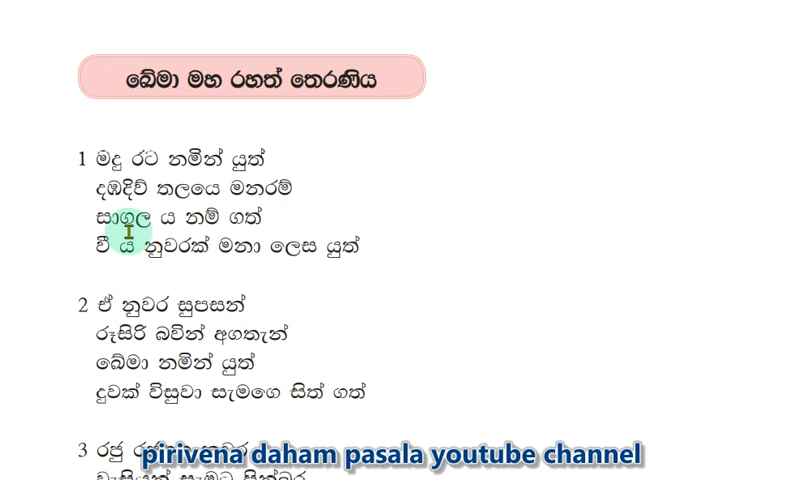 ඛේමා මහ රහත් තෙරණිය
1 මදු රට නමින් යුත්
දඹදිව් තලයෙ මනරම්
සාගල ය නම් ගත්
වී ය නුවරක් මනා ලෙස යුත්
2 ඒ නුවර සුපසන්
රූසිරි බවින් අගතැන්
ඛේමා නමින් යුත්
දුවක් විසුවා සැමගෙ සිත් ගත්
3 රජු
pirivena daham pasala youtube channel